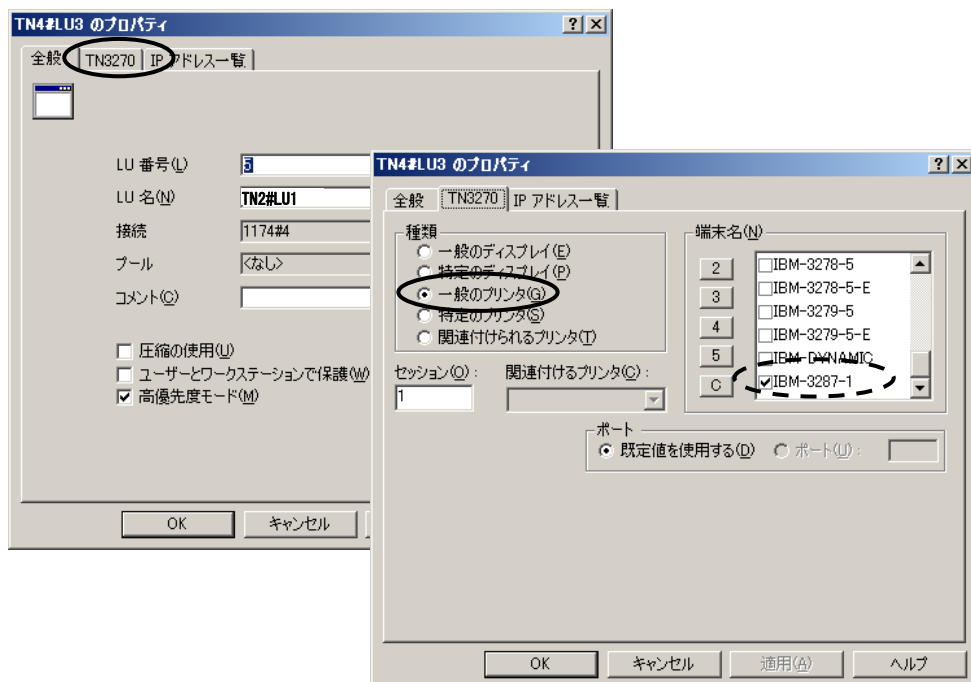 TN4#LU3 のプロパティ
全般 TN3270 IP アドレス一覧
LU 番号(L) 5
LU 名(N) TN2#LU1
接続 1174#4
プール <なし>
コメント(C)
圧縮の使用(U)
ユーザーとワークステーションで保護(W)
高優先度モード(M)
OK キャンセル
TN4#LU3 のプロパティ
全般 TN3270 IP アドレス一覧
種類
一般のディスプレイ(E)
特定のディスプレイ(P)
一般のプリンタ(G)
特定のプリンタ(S)
関連付けられるプリンタ(T)
セッション(O): 関連付けるプリンタ(C):
1
端末名(N)
2 IBM-3278-5
3 IBM-3278-5-E
IBM-3279-5
4 IBM-3279-5-E
5 IBM-DYNAMIC
C IBM-3287-1
ポート
既定値を使用する(D) ポート(U):
OK キャンセル 適用(A) ヘルプ